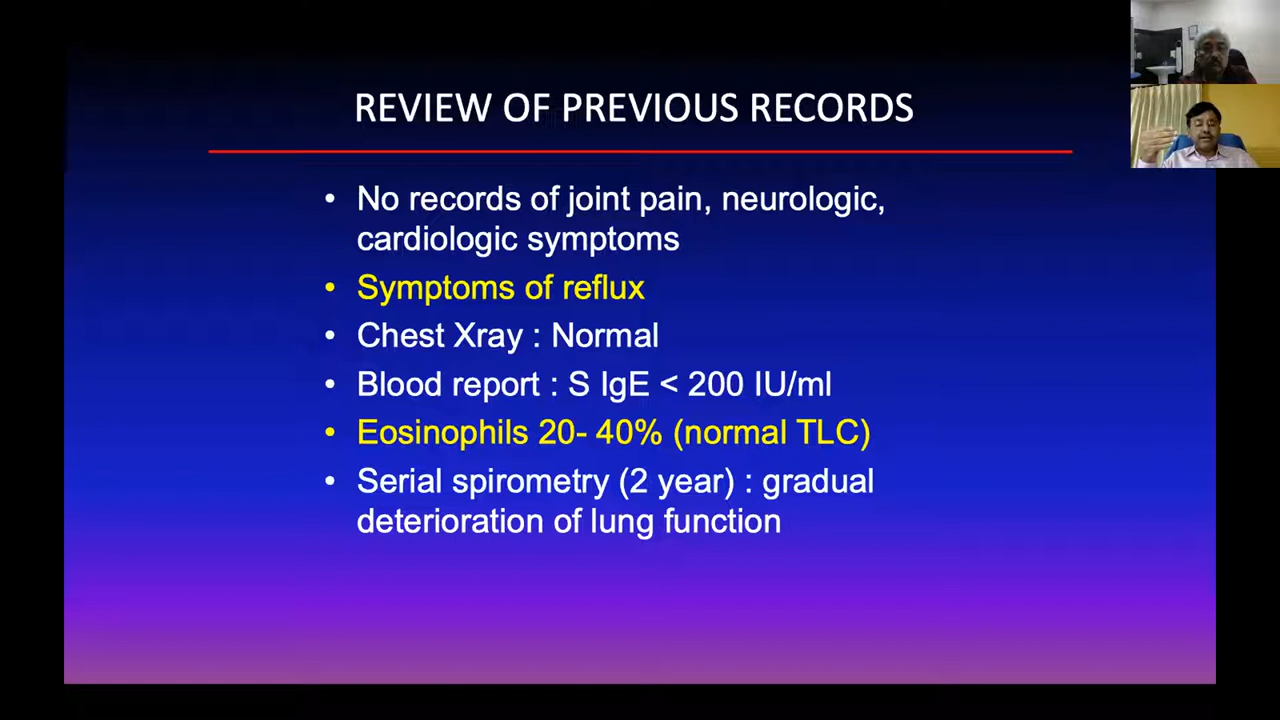 REVIEW OF PREVIOUS RECORDS
• No records of joint pain, neurologic,
cardiologic symptoms
• Symptoms of reflux
• Chest Xray : Normal
• Blood report : S IgE < 200 IU/ml
• Eosinophils 20- 40% (normal TLC)
• Serial spirometry (2 year) : gradual
deterioration of lung function